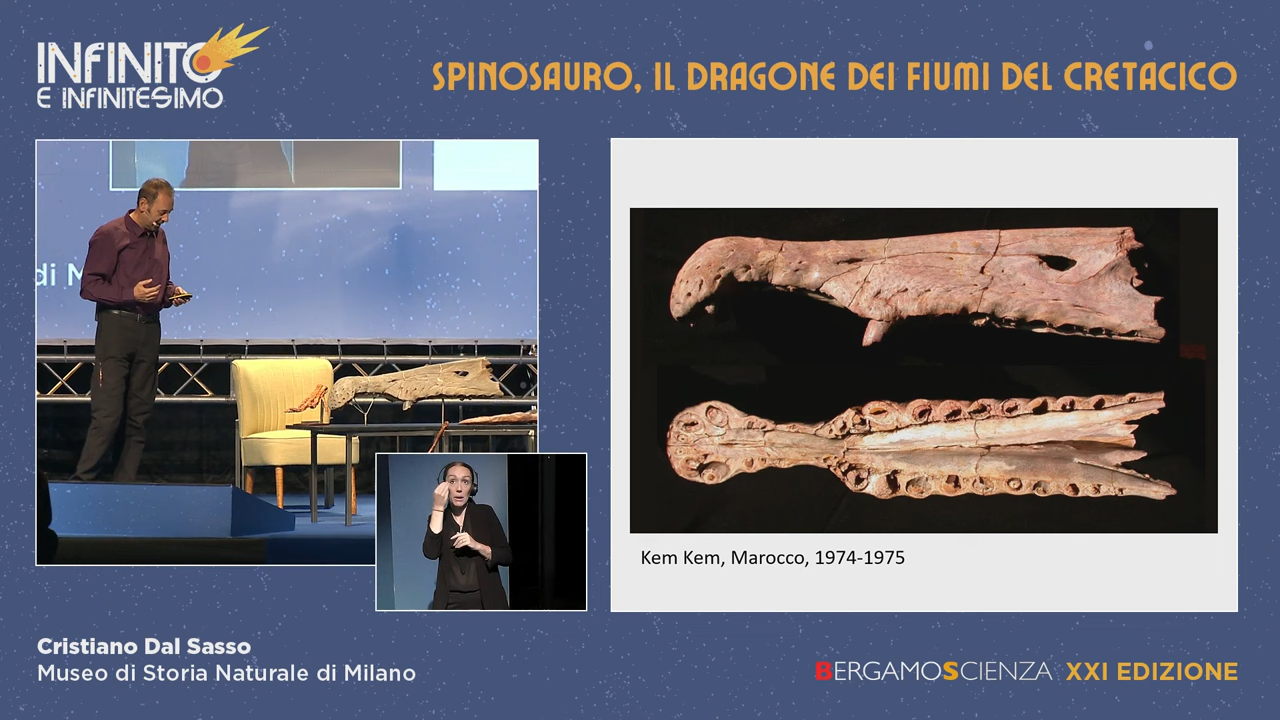 INFINITO
E INFINITESIMO
SPINOSAURO, IL DRAGONE DEI FIUMI DEL CRETACICO
di M
Kem Kem, Marocco, 1974-1975
Cristiano Dal Sasso
Museo di Storia Naturale di Milano
BERGAMOSCIENZA XXI EDIZIONE